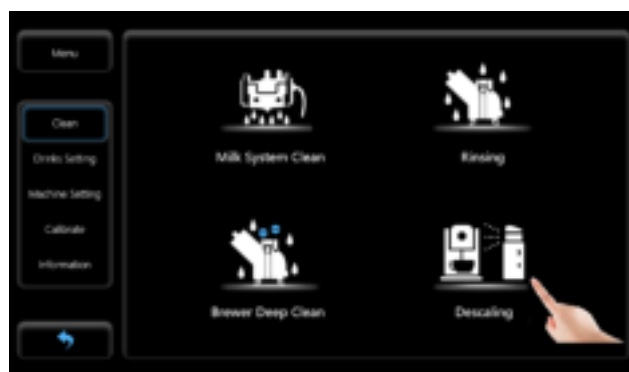 Menu
Clean
Drinks Setting
Machine Setting
Calibrate
Information
Milk System Clean
Rinsing
Brewer Deep Clean
Descaling